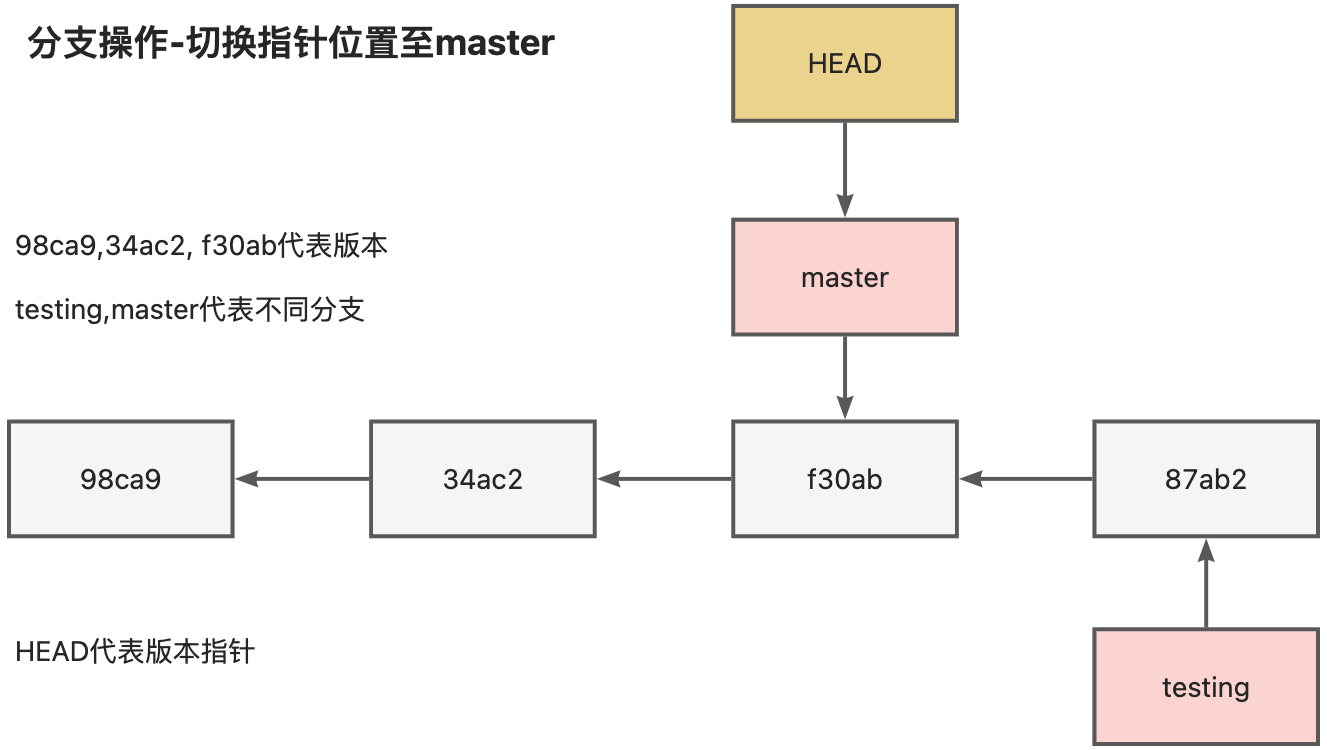 分支操作-切换指针位置至master
HEAD
98ca9,34ac2, f30ab代表版本
master
testing,master代表不同分支
98ca9
34ac2
f30ab
87ab2
HEAD代表版本指针
testing